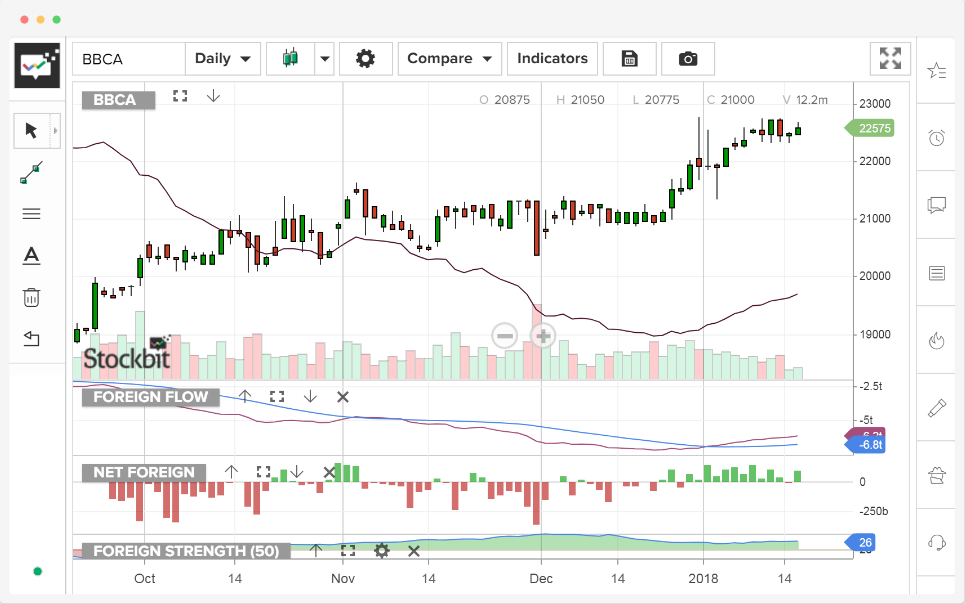 BBCA Daily Compare Indicators
BBCA O 20875 H 21050 L 20775 C 21000 V 12.2m
23000
22575
22000
21000
20000
19000
Stockbit
FOREIGN FLOW
-2.5t
-5t
-6.8t
NET FOREIGN
0
-250b
FOREIGN STRENGTH (50)
26
Oct 14 Nov 14 Dec 14 2018 14
A